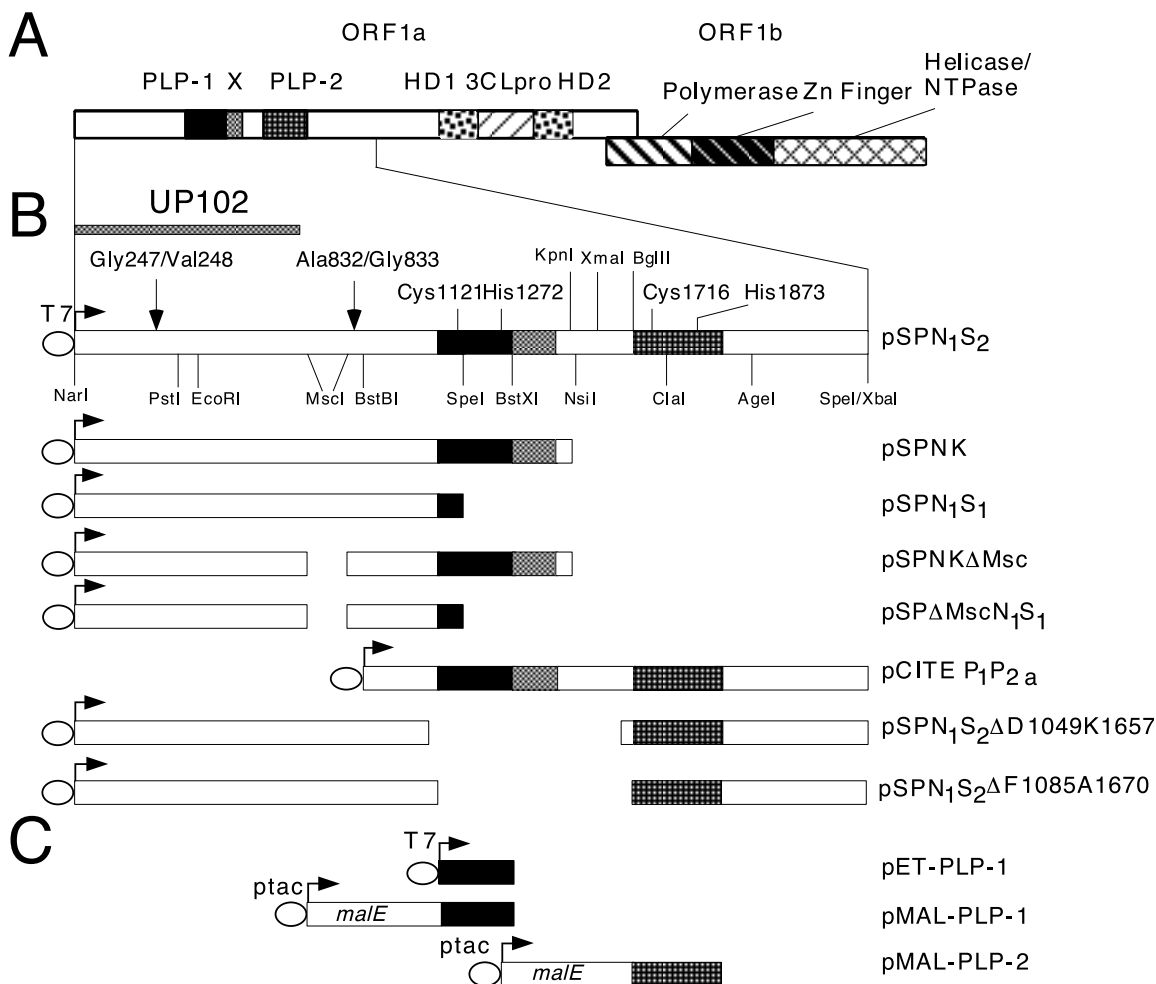 A
ORF1a
ORF1b
PLP-1 X PLP-2 HD1 3CLpro HD2
Polymerase Zn Finger
Helicase/
NTPase
B
UP102
Gly247/Val248
Ala832/Gly833
KpnI XmaI BglII
Cys1121 His1272
Cys1716 His1873
T7
pSPN1S2
NarI PstI EcoRI MscI BstBI SpeI BstXI NsiI ClaI AgeI SpeI/XbaI
pSPNK
pSPN1S1
pSPNKΔMsc
pSPΔMscN1S1
pCITE P1P2a
pSPN1S2ΔD1049K1657
pSPN1S2ΔF1085A1670
C
T7
pET-PLP-1
ptac
malE
pMAL-PLP-1
ptac
malE
pMAL-PLP-2